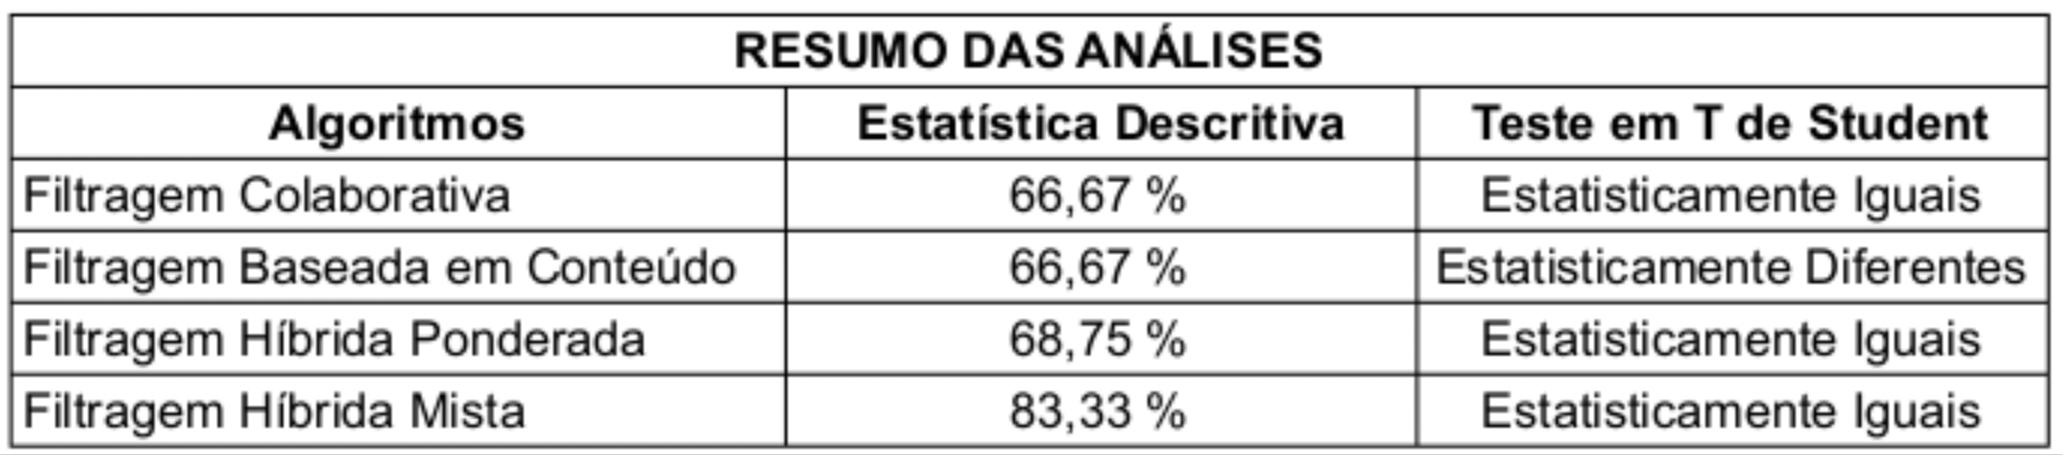 RESUMO DAS ANÁLISES
Algoritmos Estatística Descritiva Teste em T de Student
Filtragem Colaborativa 66,67 % Estatisticamente Iguais
Filtragem Baseada em Conteúdo 66,67 % Estatisticamente Diferentes
Filtragem Híbrida Ponderada 68,75 % Estatisticamente Iguais
Filtragem Híbrida Mista 83,33 % Estatisticamente Iguais